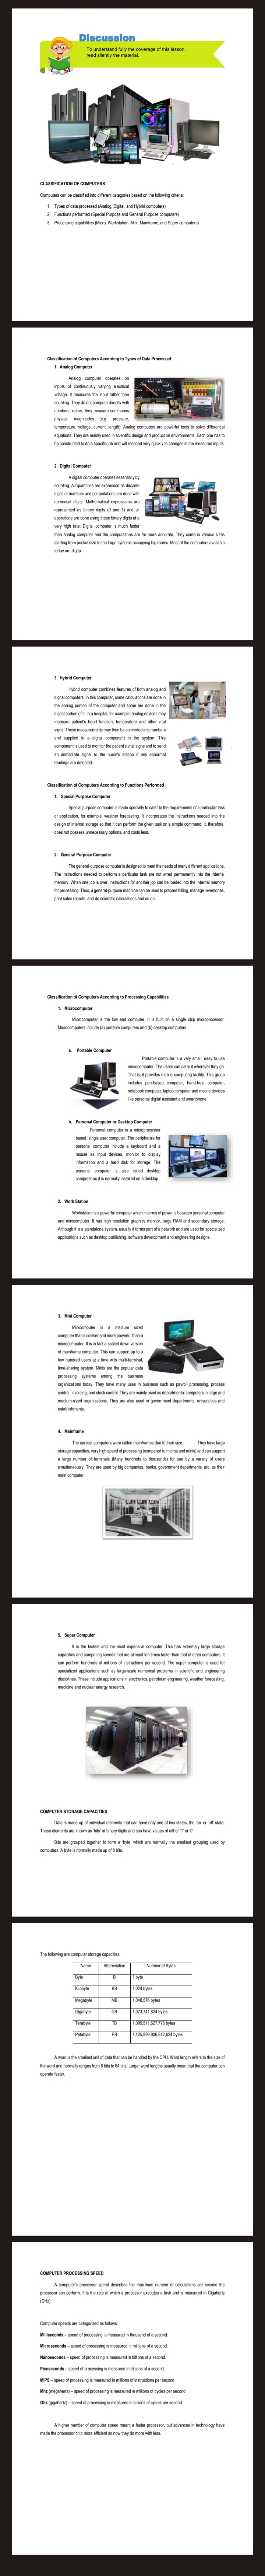 Discussion
To understand fully the coverage of this lesson,
read silently the material.
CLASSIFICATION OF COMPUTERS
Computers can be classified into different categories based on the following criteria:
1. Types of data processed (Analog, Digital, and Hybrid computers)
2. Functions performed (Special Purpose and General Purpose computers)
3. Processing capabilities (Micro, Workstation, Mini, Mainframe, and Super computers)
Classification of Computers According to Types of Data Processed
1. Analog Computer
Analog computer operates on
inputs of continuously varying electrical
voltage. It measures the input rather than
counting. They do not compute directly with
numbers, rather, they measure continuous
physical magnitudes (e.g. pressure,
temperature, voltage, current, length). Analog computers are powerful tools to solve differential
equations. They are mainly used in scientific design and production environments. Each one has to
be constructed to do a specific job and will respond very quickly to changes in the measured inputs.
2. Digital Computer
A digital computer operates essentially by
counting. All quantities are expressed as discrete
digits or numbers and computations are done with
numerical digits. Mathematical expressions are
represented as binary digits (0 and 1) and all
operations are done using these binary digits at a
very high rate. Digital computer is much faster
than analog computer and the computations are far more accurate. They come in various sizes
starting from pocket size to the large systems occupying big rooms. Most of the computers available
today are digital.
3. Hybrid Computer
Hybrid computer combines features of both analog and
digital computers. In this computer, some calculations are done in
the analog portion of the computer and some are done in the
digital portion of it. In a hospital, for example, analog devices may
measure patient's heart function, temperature and other vital
signs. These measurements may then be converted into numbers
and supplied to a digital component in the system. This
component is used to monitor the patient's vital signs and to send
an immediate signal to the nurse's station if any abnormal
readings are detected.
Classification of Computers According to Functions Performed
1. Special Purpose Computer
Special purpose computer is made specially to cater to the requirements of a particular task
or application, for example, weather forecasting. It incorporates the instructions needed into the
design of internal storage so that it can perform the given task on a simple command. It, therefore,
does not possess unnecessary options, and costs less.
2. General Purpose Computer
The general-purpose computer is designed to meet the needs of many different applications.
The instructions needed to perform a particular task are not wired permanently into the internal
memory. When one job is over, instructions for another job can be loaded into the internal memory
for processing. Thus, a general-purpose machine can be used to prepare billing, manage inventories,
print sales reports, and do scientific calculations and so on.
Classification of Computers According to Processing Capabilities
1. Microcomputer
Microcomputer is the low end computer. It is built on a single chip microprocessor.
Microcomputers include (a) portable computers and (b) desktop computers.
a. Portable Computer
Portable computer is a very small, easy to use
microcomputer. The users can carry it wherever they go.
That is, it provides mobile computing facility. This group
includes pen-based computer, hand-held computer,
notebook computer, laptop computer and mobile devices
like personal digital assistant and smartphone.
b. Personal Computer or Desktop Computer
Personal computer is a microprocessor
based, single user computer. The peripherals for
personal computer include a keyboard and a
mouse as input devices, monitor to display
information and a hard disk for storage. The
personal computer is also called desktop
computer as it is normally installed on a desktop.
2. Work Station
Workstation is a powerful computer which in terms of power is between personal computer
and minicomputer. It has high resolution graphics monitor, large RAM and secondary storage.
Although it is a standalone system, usually it forms part of a network and are used for specialized
applications such as desktop publishing, software development and engineering designs.
3. Mini Computer
Minicomputer is a medium sized
computer that is costlier and more powerful than a
microcomputer. It is in fact a scaled down version
of mainframe computer. This can support up to a
few hundred users at a time with multi-terminal,
time-sharing system. Minis are the popular data
processing systems among the business
organizations today. They have many uses in business such as payroll processing, process
control, invoicing, and stock control. They are mainly used as departmental computers in large and
medium-sized organizations. They are also used in government departments, universities and
establishments.
4. Mainframe
The earliest computers were called mainframes due to their size. They have large
storage capacities, very high speed of processing (compared to micros and minis) and can support
a large number of terminals (Many hundreds to thousands) for use by a variety of users
simultaneously. They are used by big companies, banks, government departments, etc. as their
main computer.
5. Super Computer
It is the fastest and the most expensive computer. This has extremely large storage
capacities and computing speeds that are at least ten times faster than that of other computers. It
can perform hundreds of millions of instructions per second. The super computer is used for
specialized applications such as large-scale numerical problems in scientific and engineering
disciplines. These include applications in electronics, petroleum engineering, weather forecasting,
medicine and nuclear energy research.
COMPUTER STORAGE CAPACITIES
Data is made up of individual elements that can have only one of two states, the 'on' or 'off' state.
These elements are known as 'bits' or binary digits and can have values of either '1' or '0'.
Bits are grouped together to form a 'byte' which are normally the smallest grouping used by
computers. A byte is normally made up of 8 bits.
The following are computer storage capacities:
Name Abbreviation Number of Bytes
Byte B 1 byte
Kilobyte KB 1,024 bytes
Megabyte MB 1,048,576 bytes
Gigabyte GB 1,073,741,824 bytes
Terabyte TB 1,099,511,627,776 bytes
Petabyte PB 1,125,899,906,842,624 bytes
A word is the smallest unit of data that can be handled by the CPU. Word length refers to the size of
the word and normally ranges from 8 bits to 64 bits. Larger word lengths usually mean that the computer can
operate faster.
COMPUTER PROCESSING SPEED
A computer's processor speed describes the maximum number of calculations per second the
processor can perform. It is the rate at which a processor executes a task and is measured in Gigahertz
(GHz).
Computer speeds are categorized as follows:
Milliseconds – speed of processing is measured in thousand of a second.
Microseconds – speed of processing is measured in millions of a second.
Nanoseconds – speed of processing is measured in billions of a second.
Picoseconds – speed of processing is measured in trillions of a second.
MIPS – speed of processing is measured in millions of instructions per second.
Mhz (megahertz) – speed of processing is measured in millions of cycles per second.
Ghz (gigahertz) – speed of processing is measured in billions of cycles per second.
A higher number of computer speed meant a faster processor, but advances in technology have
made the processor chip more efficient so now they do more with less.